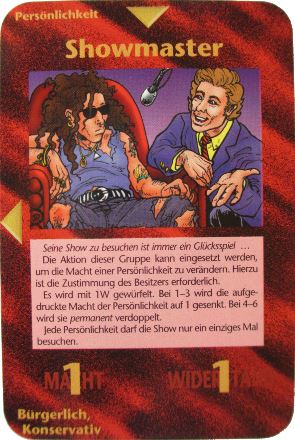 Persönlichkeit
Showmaster
Seine Show zu besuchen ist immer ein Glücksspiel …
Die Aktion dieser Gruppe kann eingesetzt werden,
um die Macht einer Persönlichkeit zu verändern. Hierzu
ist die Zustimmung des Besitzers erforderlich.
Es wird mit 1W gewürfelt. Bei 1–3 wird die aufge-
druckte Macht der Persönlichkeit auf 1 gesenkt. Bei 4–6
wird sie permanent verdoppelt.
Jede Persönlichkeit darf die Show nur ein einziges Mal
besuchen.
MACHT 1 WIDERSTAND 1
Bürgerlich,
Konservativ